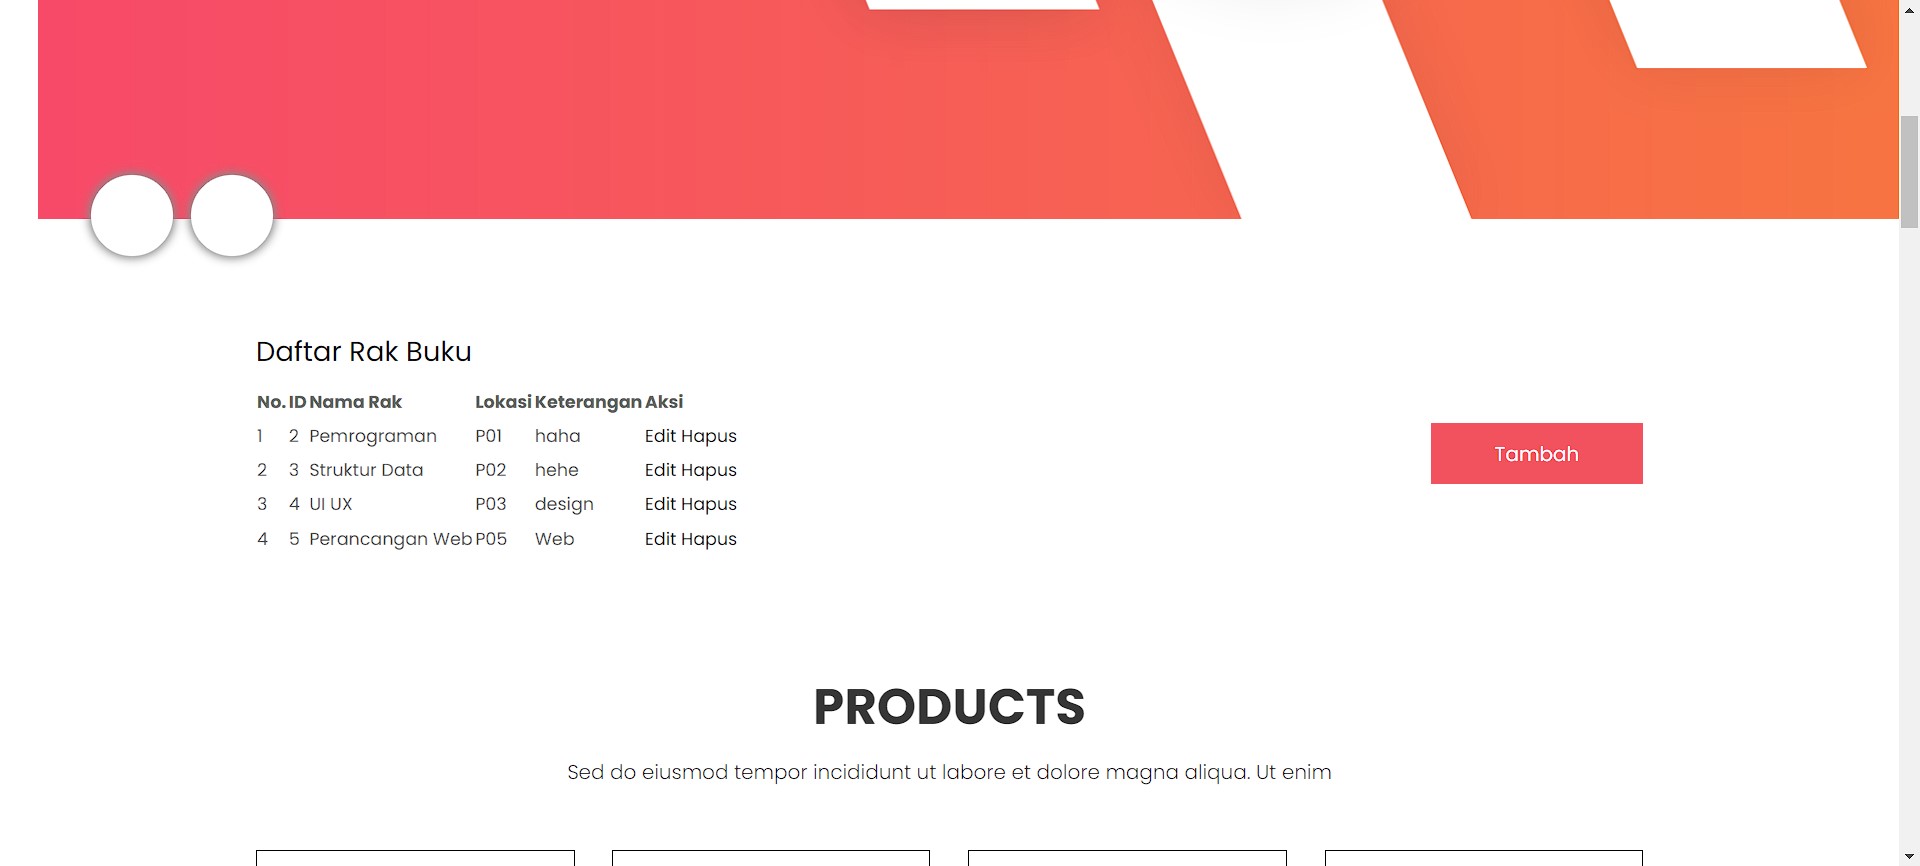 Daftar Rak Buku
No. ID Nama Rak Lokasi Keterangan Aksi
1 2 Pemrograman P01 haha Edit Hapus
2 3 Struktur Data P02 hehe Edit Hapus
3 4 UI UX P03 design Edit Hapus
4 5 Perancangan Web P05 Web Edit Hapus
Tambah
PRODUCTS
Sed do eiusmod tempor incididunt ut labore et dolore magna aliqua. Ut enim